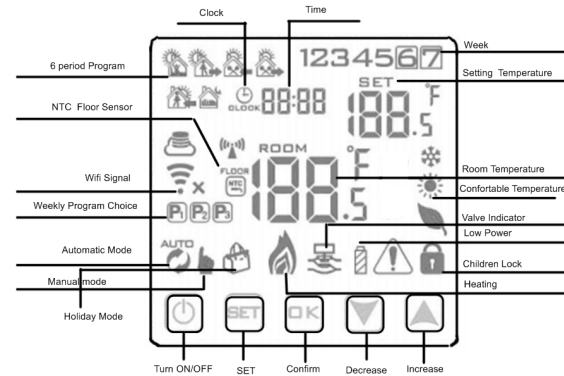 Clock
Time
Week
6 period Program
Setting Temperature
NTC Floor Sensor
Wifi Signal
Weekly Program Choice
Room Temperature
Confortable Temperature
Valve Indicator
Low Power
Automatic Mode
Manual mode
Holiday Mode
Children Lock
Heating
1234567
SET
CLOCK 88:88
188.5 °F
ROOM
FLOOR
NTC
188.5 °F
P1 P2 P3
AUTO
SET
OK
Turn ON/OFF
SET
Confirm
Decrease
Increase